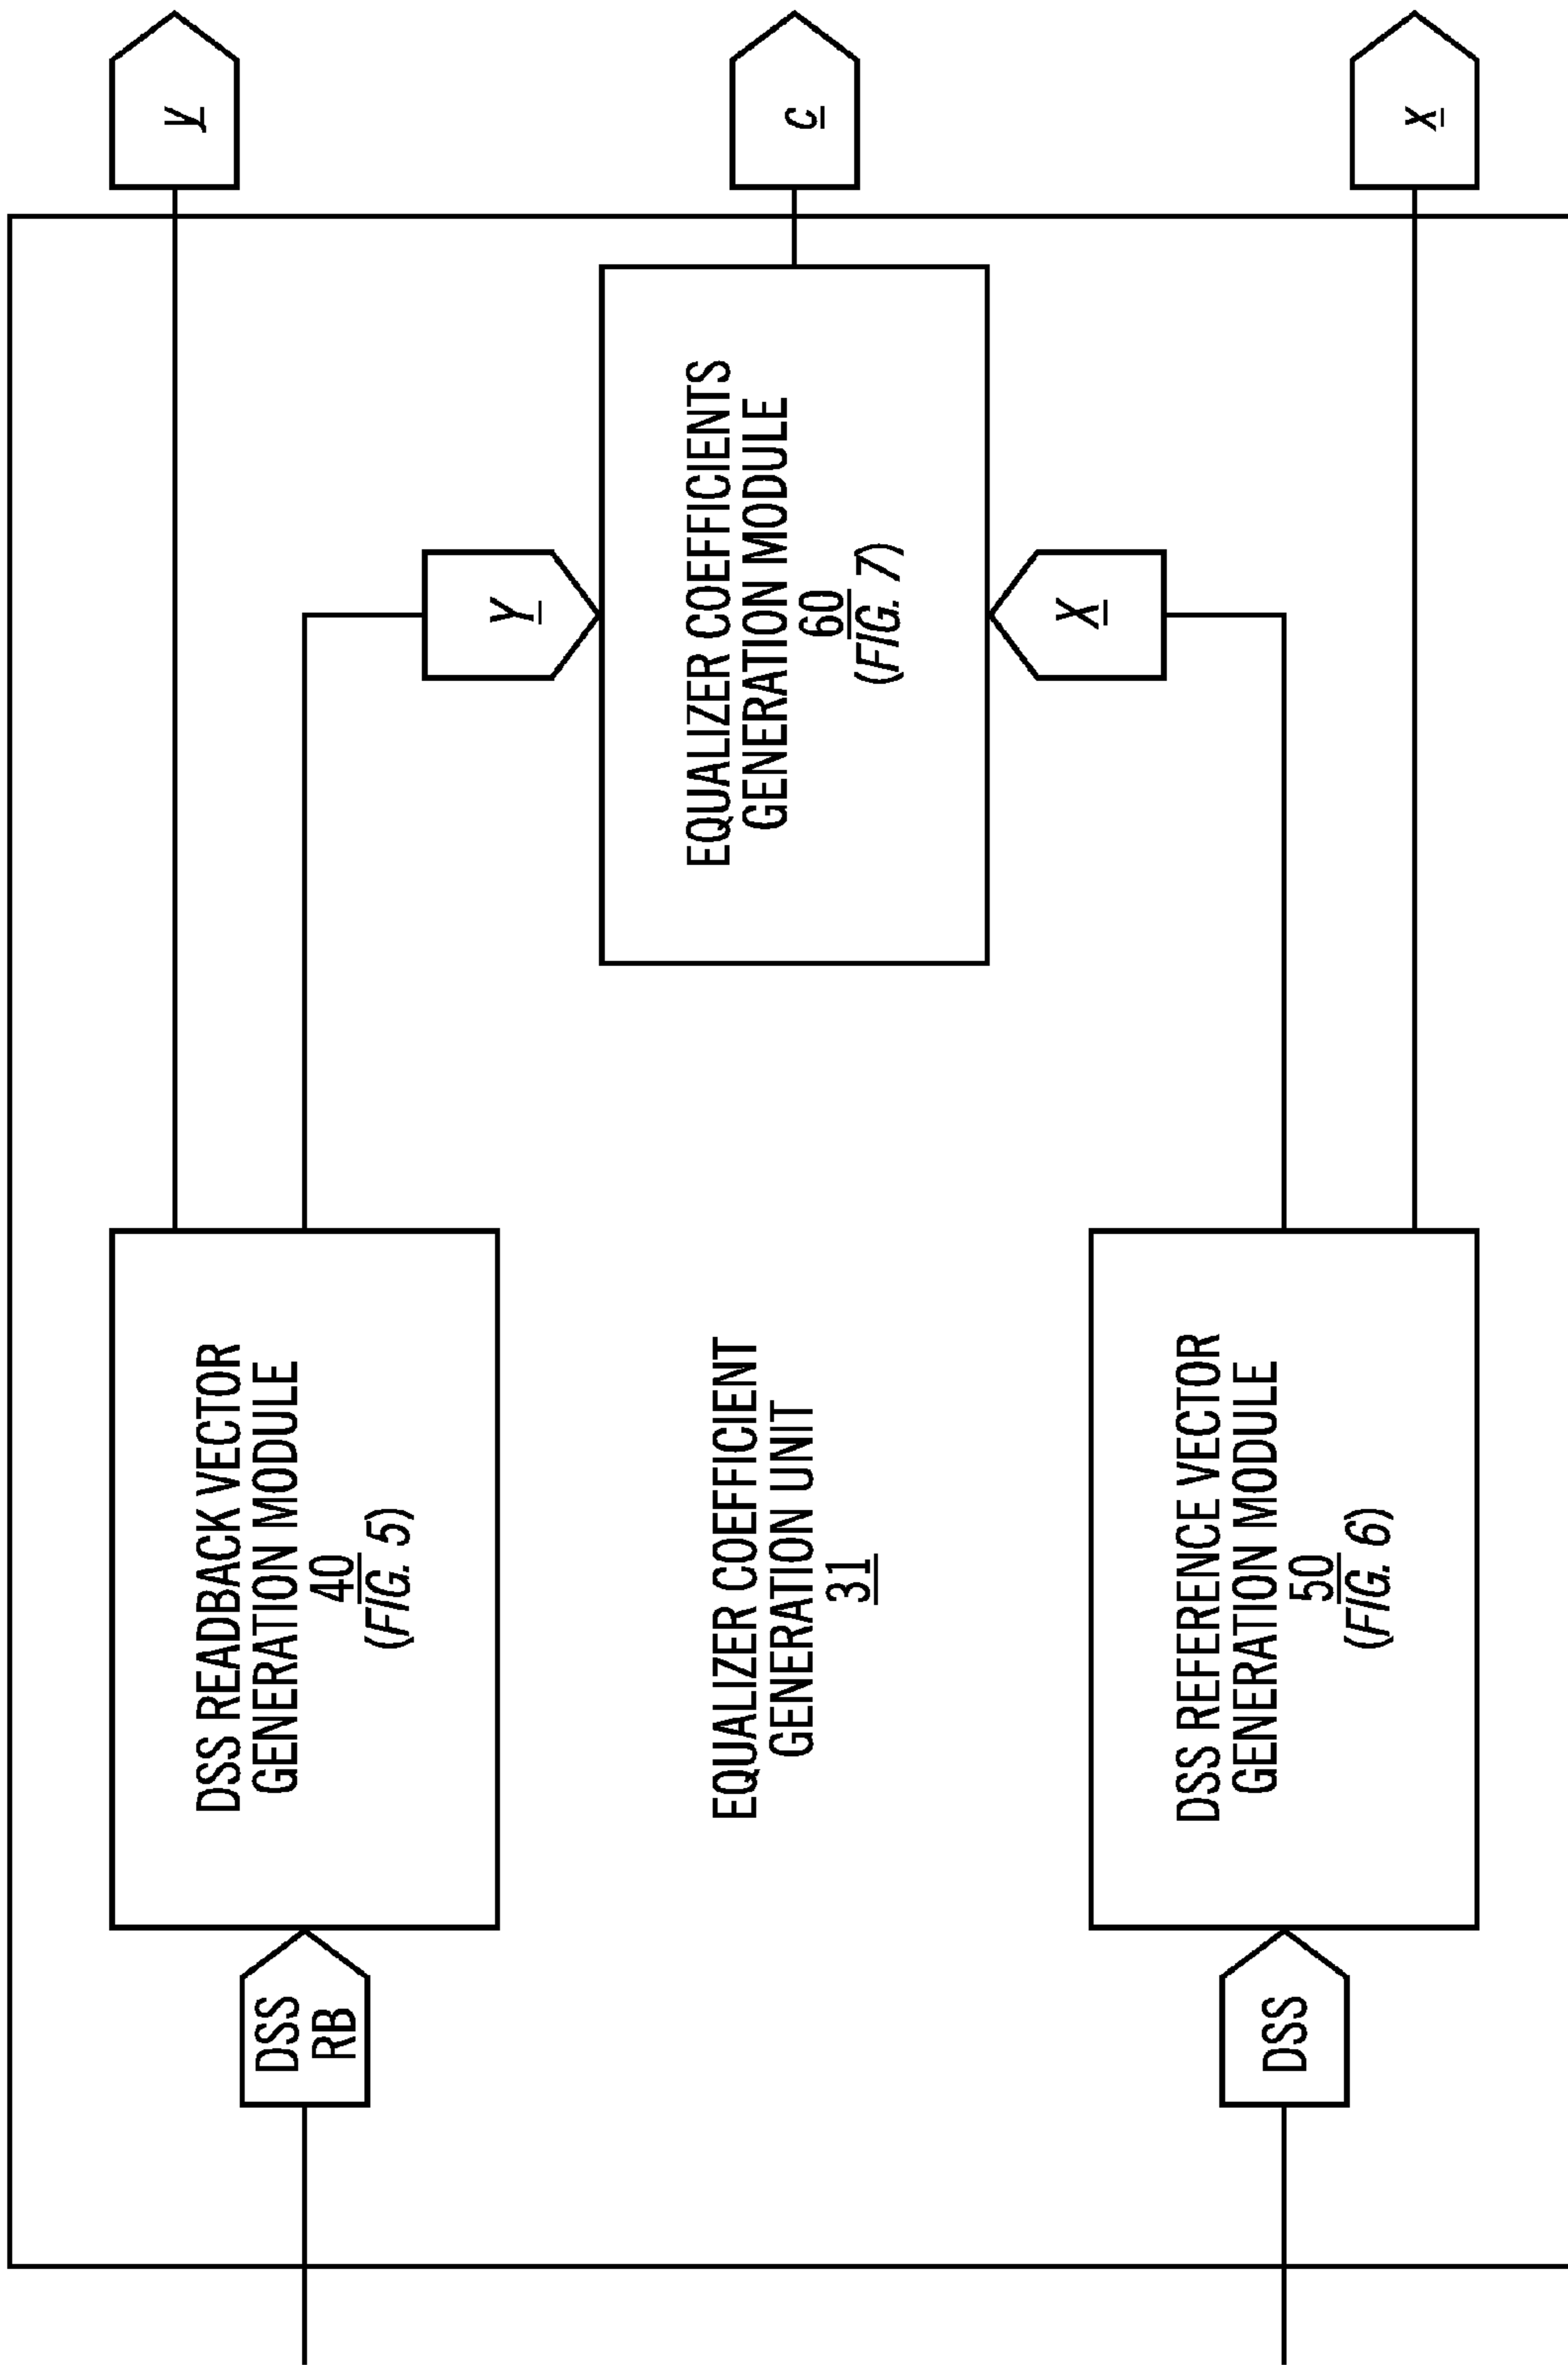 DSS
RB
DSS READBACK VECTOR
GENERATION MODULE
40
(FIG. 5)
y
Y
EQUALIZER COEFFICIENT
GENERATION UNIT
31
EQUALIZER COEFFICIENTS
GENERATION MODULE
60
(FIG. 7)
c
X
DSS
DSS REFERENCE VECTOR
GENERATION MODULE
50
(FIG. 6)
x